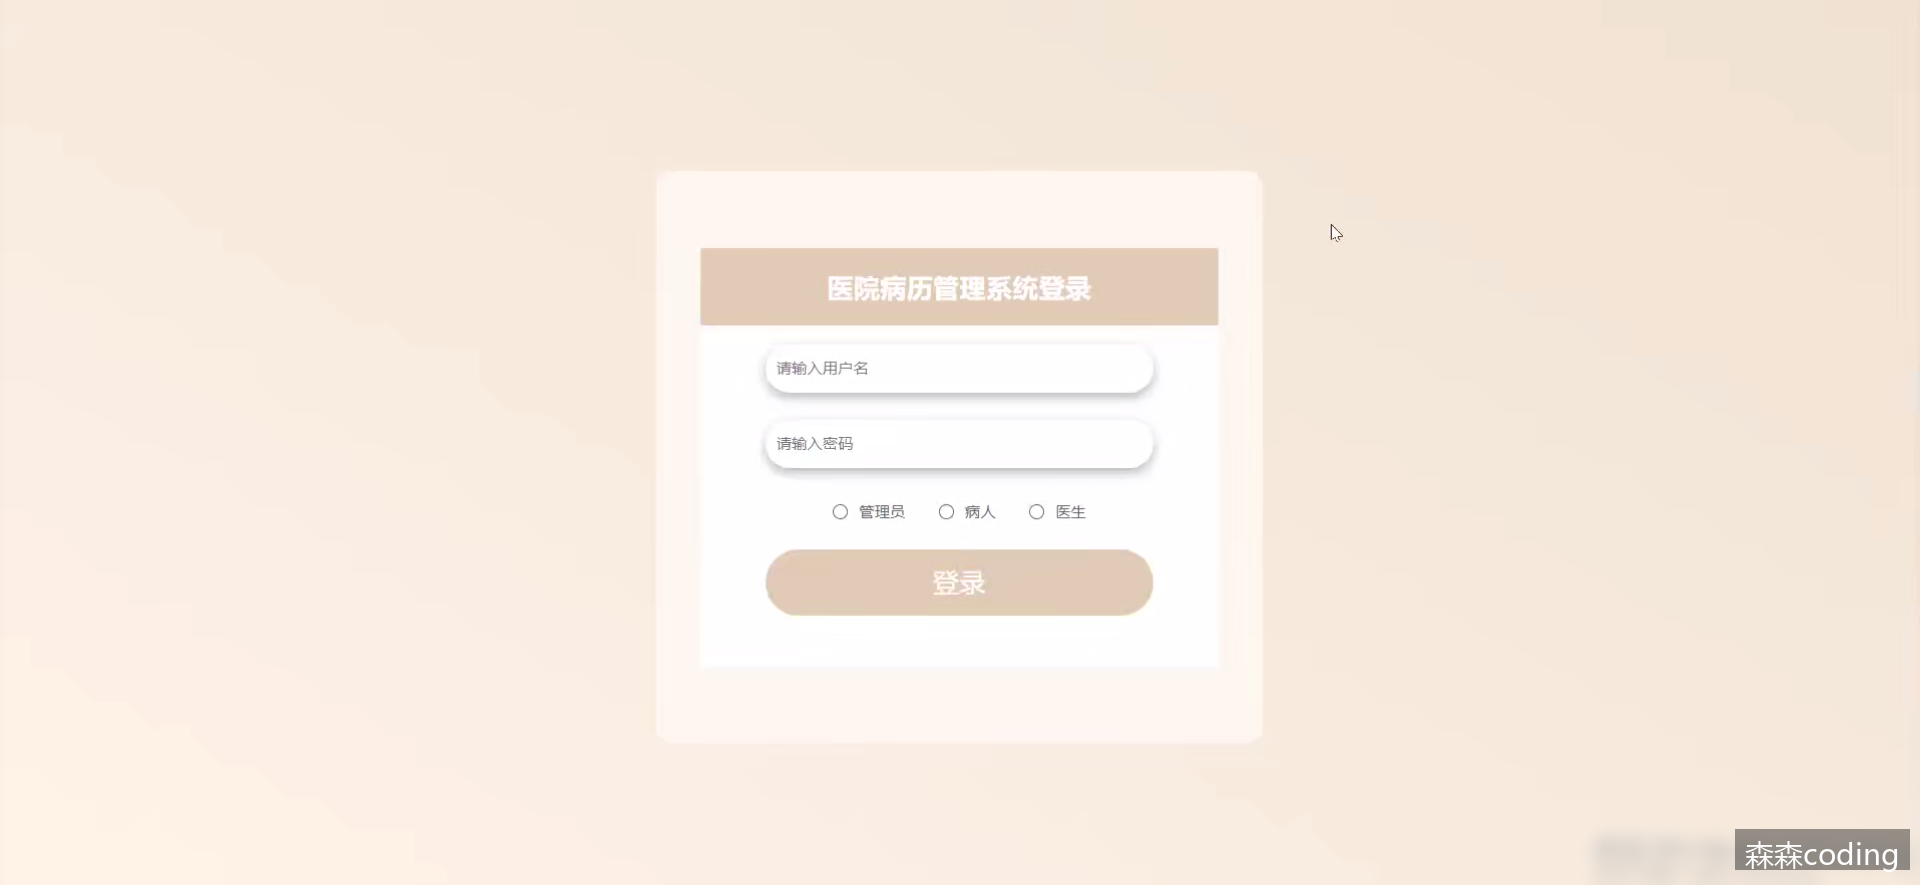 医院病历管理系统登录
请输入用户名
请输入密码
管理员 病人 医生
登录
森森coding